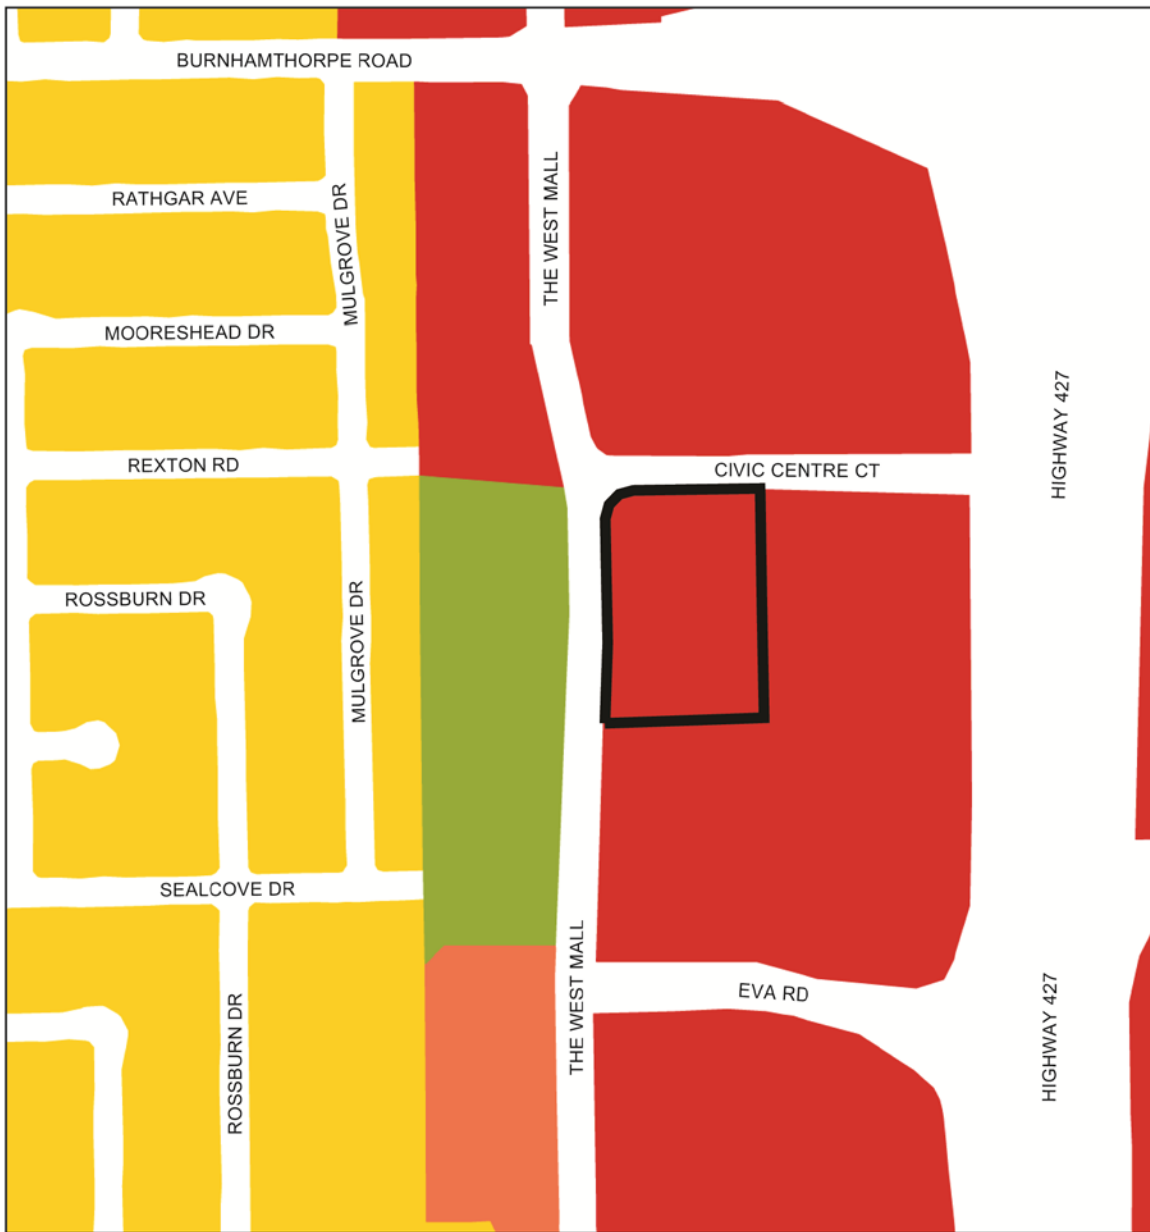 BURNHAMTHORPE ROAD
RATHGAR AVE
MULGROVE DR
THE WEST MALL
MOORESHEAD DR
HIGHWAY 427
REXTON RD
CIVIC CENTRE CT
ROSSBURN DR
MULGROVE DR
SEALCOVE DR
THE WEST MALL
EVA RD
ROSSBURN DR
HIGHWAY 427